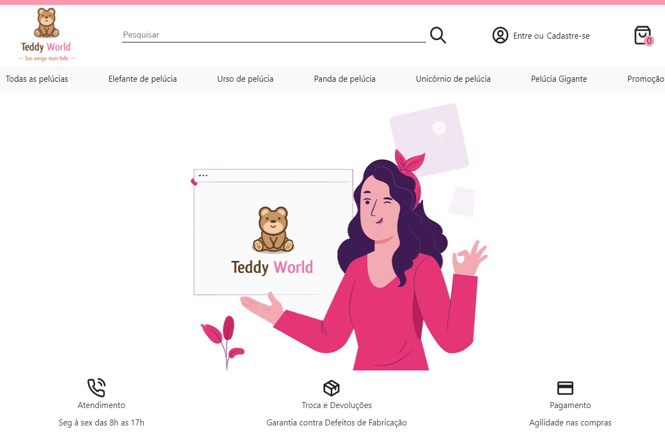 Teddy World
Seu amigo mais fofo
Pesquisar
Entre ou Cadastre-se
0
Todas as pelúcias
Elefante de pelúcia
Urso de pelúcia
Panda de pelúcia
Unicórnio de pelúcia
Pelúcia Gigante
Promoção
Teddy World
Atendimento
Seg à sex das 8h as 17h
Troca e Devoluções
Garantia contra Defeitos de Fabricação
Pagamento
Agilidade nas compras